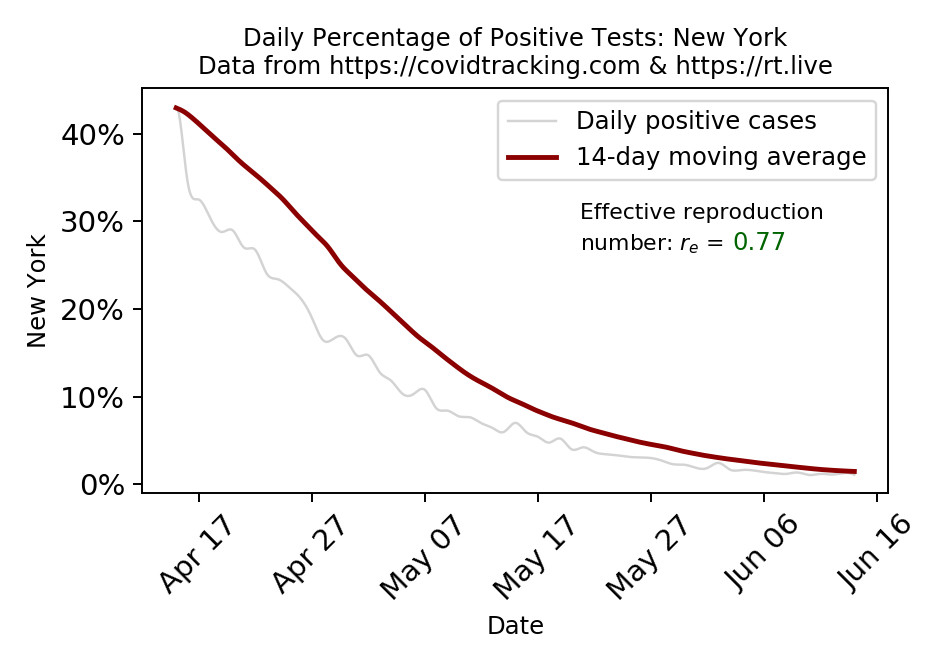 Daily Percentage of Positive Tests: New York
Data from https://covidtracking.com & https://rt.live
Daily positive cases
14-day moving average
Effective reproduction
number: rₑ = 0.77
New York
40%
30%
20%
10%
0%
Apr 17
Apr 27
May 07
May 17
May 27
Jun 06
Jun 16
Date